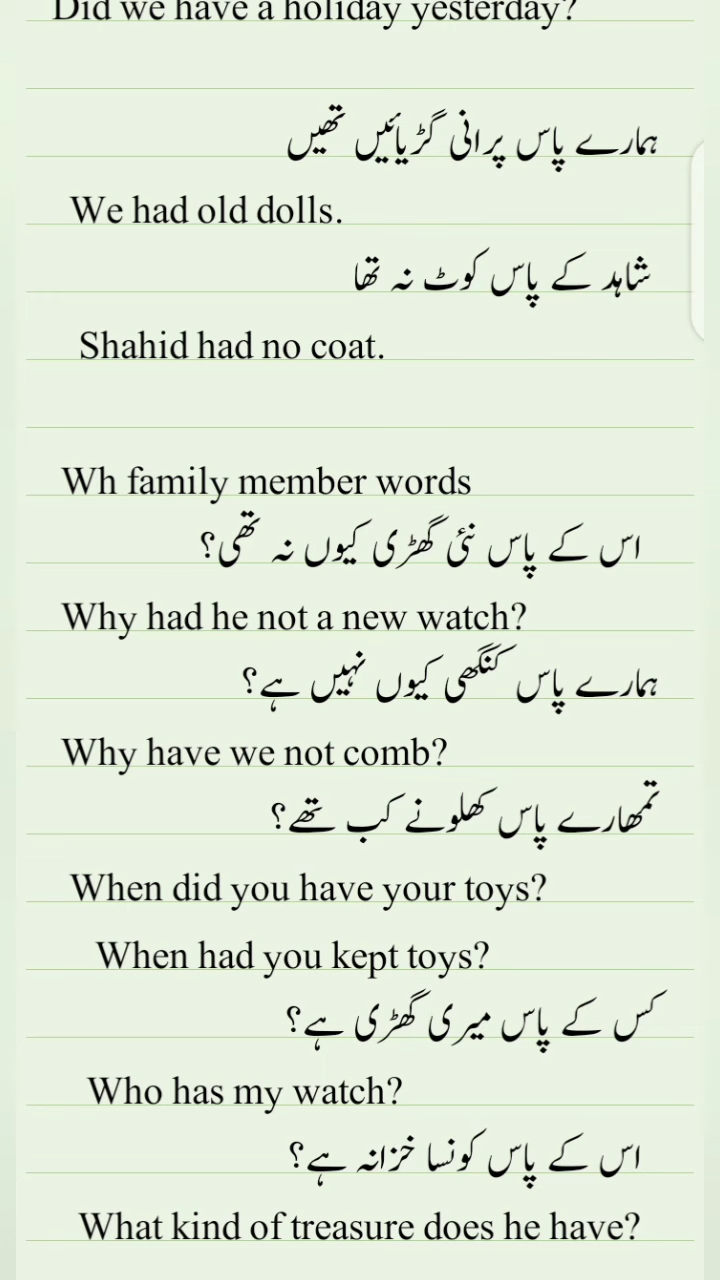 Did we have a holiday yesterday?
ہمارے پاس پرانی گڑیائیں تھیں
We had old dolls.
شاہد کے پاس کوٹ نہ تھا
Shahid had no coat.
Wh family member words
اس کے پاس نئی گھڑی کیوں نہ تھی؟
Why had he not a new watch?
ہمارے پاس کنگھی کیوں نہیں ہے؟
Why have we not comb?
تمھارے پاس کھلونے کب تھے؟
When did you have your toys?
When had you kept toys?
کس کے پاس میری گھڑی ہے؟
Who has my watch?
اس کے پاس کونسا خزانہ ہے؟
What kind of treasure does he have?